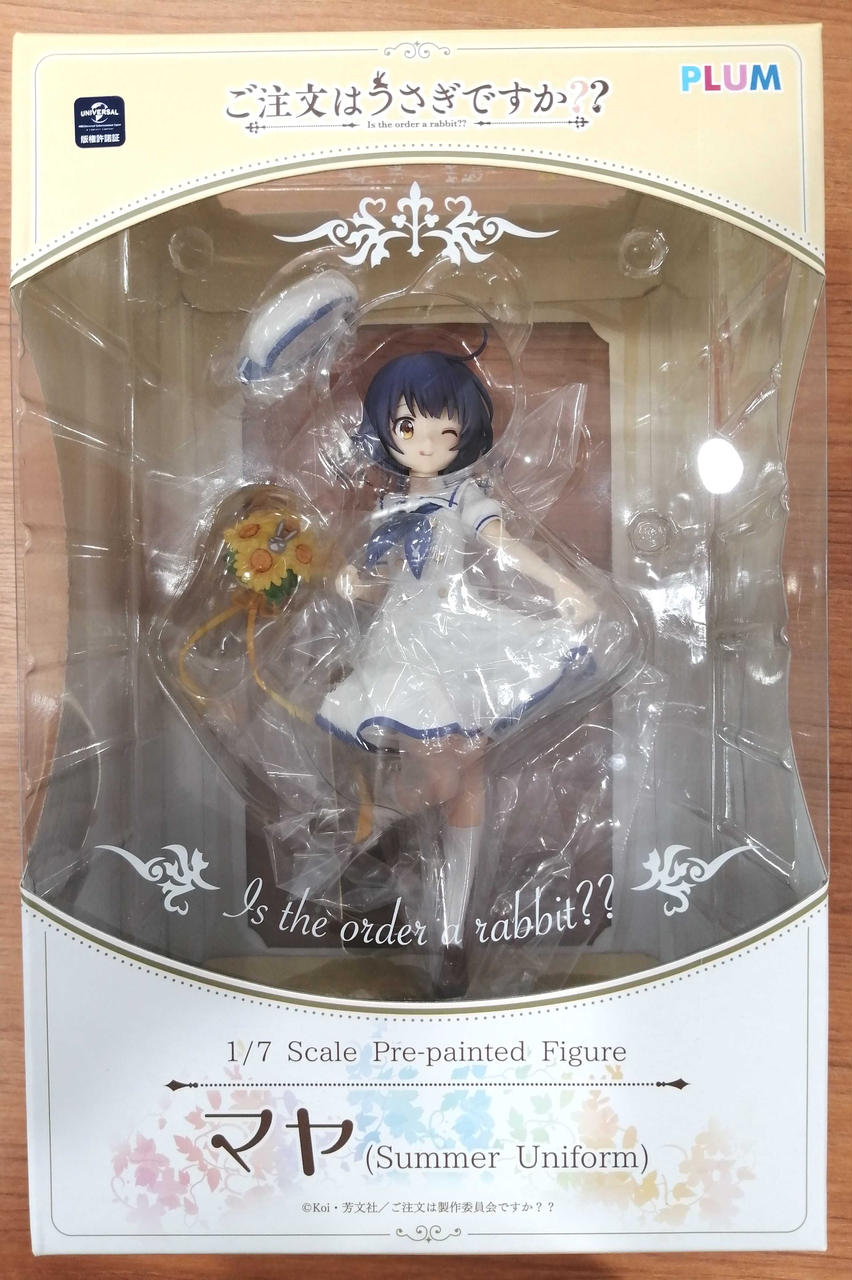 PLUM
ご注文はうさぎですか??
Is the order a rabbit??
UNIVERSAL
版権許諾証
Is the order a rabbit??
1/7 Scale Pre-painted Figure
マヤ(Summer Uniform)
©Koi・芳文社／ご注文は製作委員会ですか？？